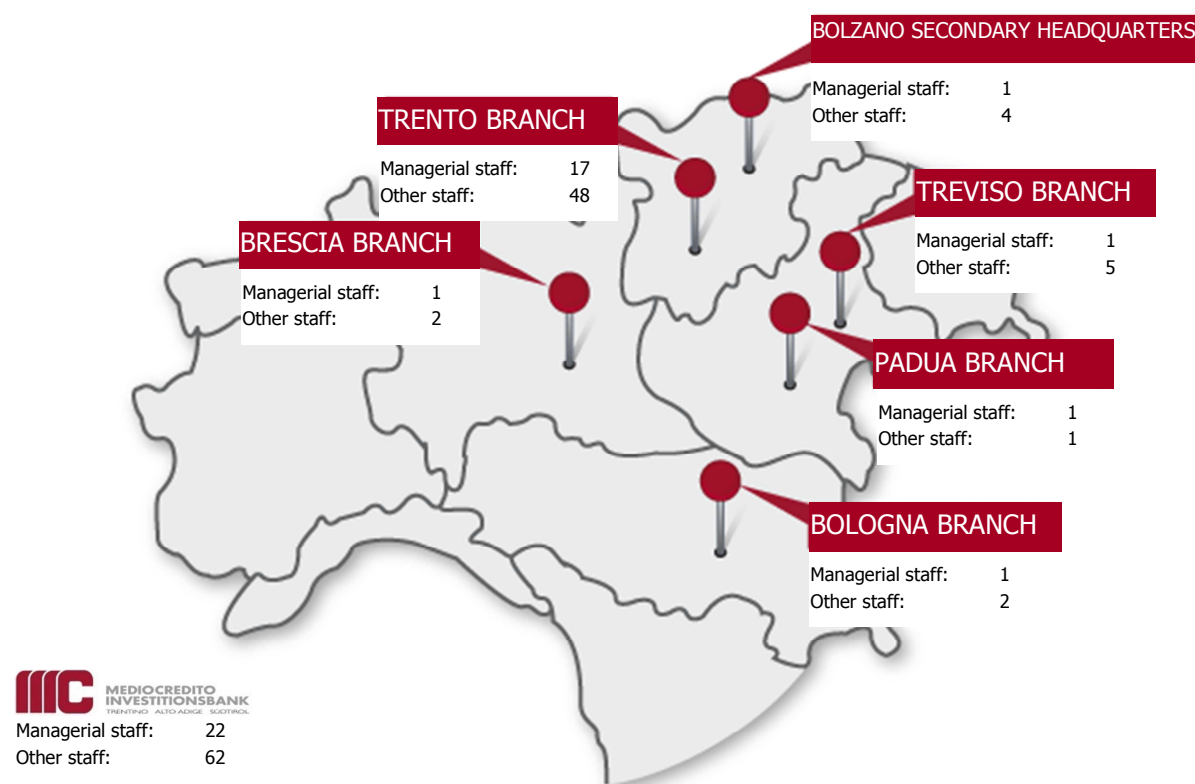 BOLZANO SECONDARY HEADQUARTERS
Managerial staff: 1
Other staff: 4
TRENTO BRANCH
Managerial staff: 17
Other staff: 48
TREVISO BRANCH
Managerial staff: 1
Other staff: 5
BRESCIA BRANCH
Managerial staff: 1
Other staff: 2
PADUA BRANCH
Managerial staff: 1
Other staff: 1
BOLOGNA BRANCH
Managerial staff: 1
Other staff: 2
MEDIOCREDITO
INVESTITIONSBANK
TRENTINO ALTO ADIGE SÜDTIROL
Managerial staff: 22
Other staff: 62